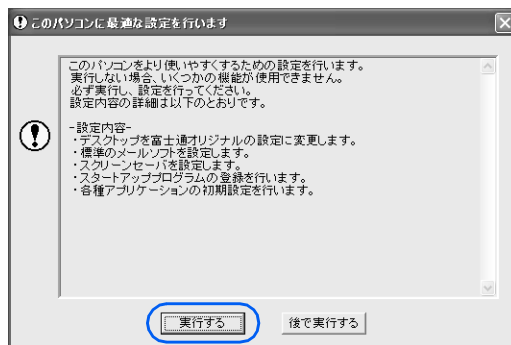 このパソコンに最適な設定を行います
このパソコンをより使いやすくするための設定を行います。
実行しない場合、いくつかの機能が使用できません。
必ず実行し、設定を行ってください。
設定内容の詳細は以下のとおりです。
-設定内容-
・デスクトップを富士通オリジナルの設定に変更します。
・標準のメールソフトを設定します。
・スクリーンセーバを設定します。
・スタートアッププログラムの登録を行います。
・各種アプリケーションの初期設定を行います。
実行する
後で実行する